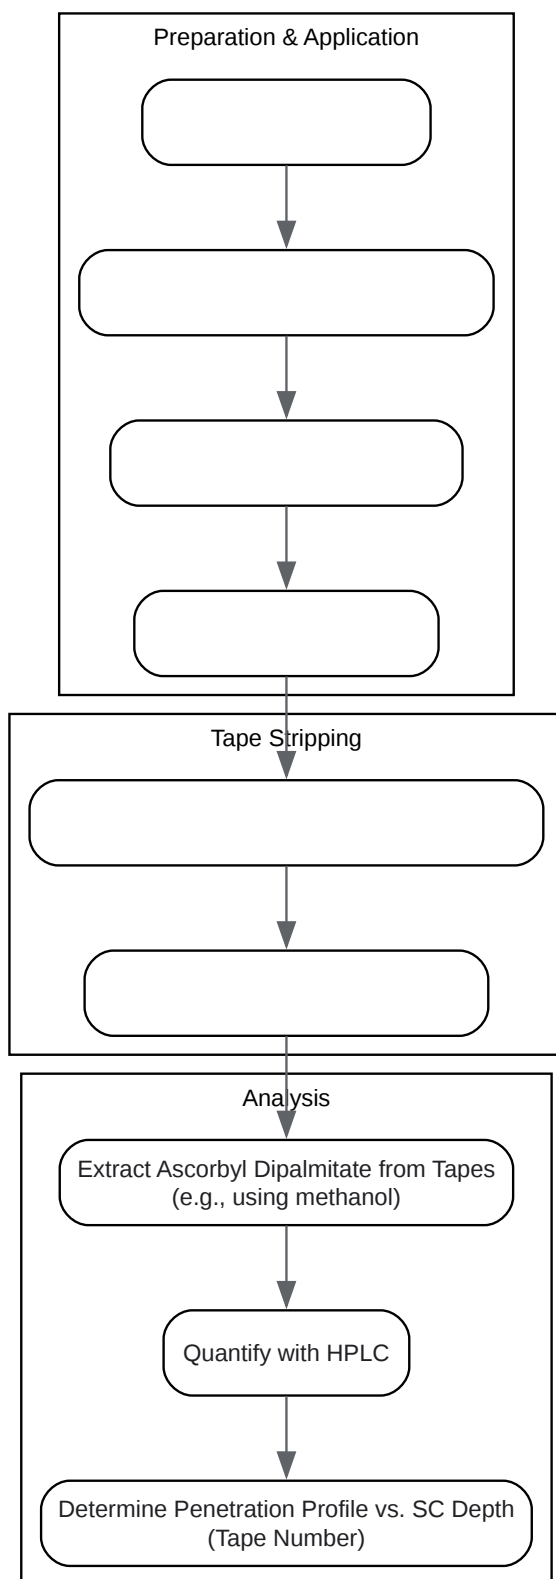 Preparation & Application
Tape Stripping
Analysis
Extract Ascorbyl Dipalmitate from Tapes
(e.g., using methanol)
Quantify with HPLC
Determine Penetration Profile vs. SC Depth
(Tape Number)